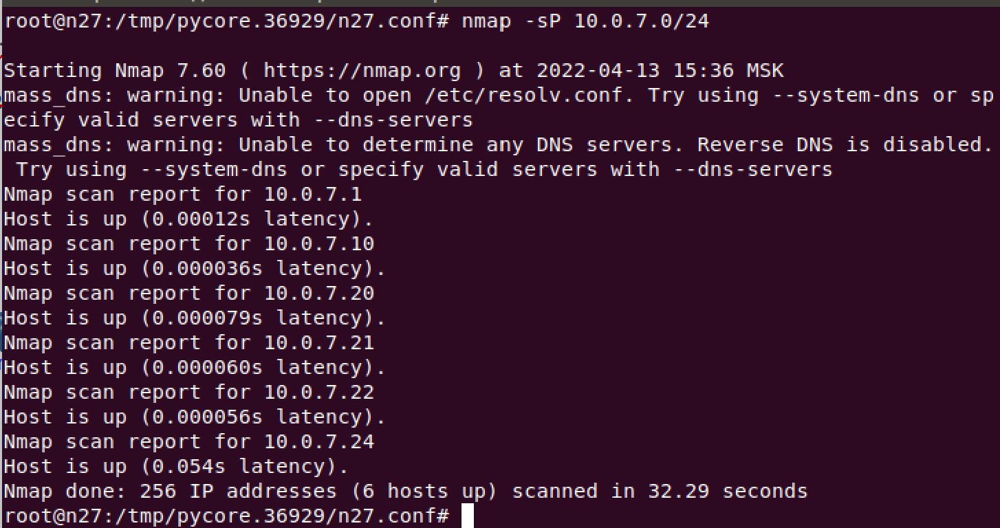 root@n27:/tmp/pycore.36929/n27.conf# nmap -sP 10.0.7.0/24
Starting Nmap 7.60 ( https://nmap.org ) at 2022-04-13 15:36 MSK
mass_dns: warning: Unable to open /etc/resolv.conf. Try using --system-dns or sp
ecify valid servers with --dns-servers
mass_dns: warning: Unable to determine any DNS servers. Reverse DNS is disabled.
 Try using --system-dns or specify valid servers with --dns-servers
Nmap scan report for 10.0.7.1
Host is up (0.00012s latency).
Nmap scan report for 10.0.7.10
Host is up (0.000036s latency).
Nmap scan report for 10.0.7.20
Host is up (0.000079s latency).
Nmap scan report for 10.0.7.21
Host is up (0.000060s latency).
Nmap scan report for 10.0.7.22
Host is up (0.000056s latency).
Nmap scan report for 10.0.7.24
Host is up (0.054s latency).
Nmap done: 256 IP addresses (6 hosts up) scanned in 32.29 seconds
root@n27:/tmp/pycore.36929/n27.conf#